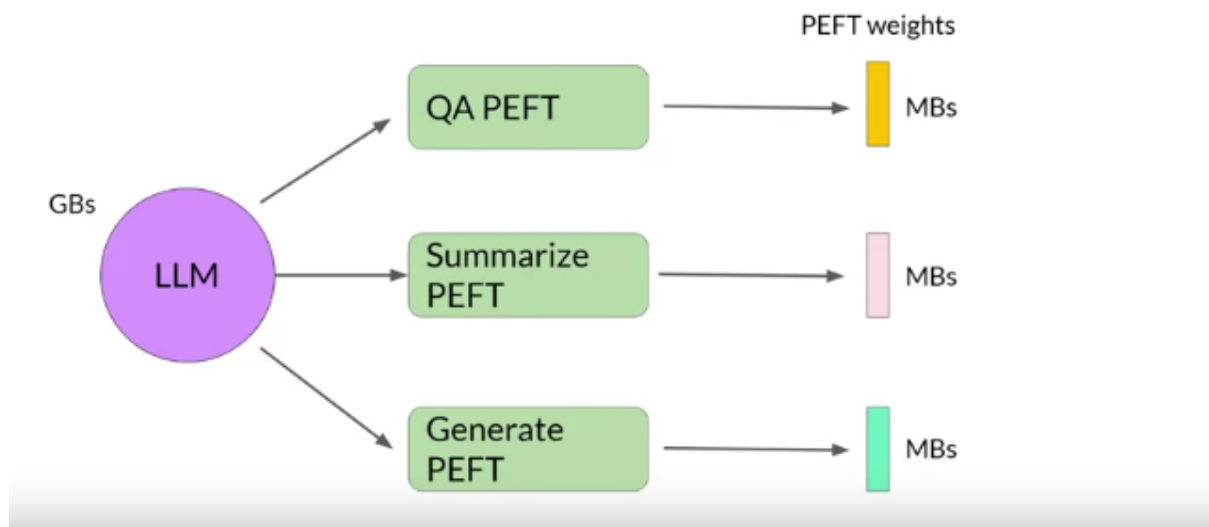 PEFT weights
QA PEFT
MBs
GBs
LLM
Summarize
PEFT
MBs
Generate
PEFT
MBs